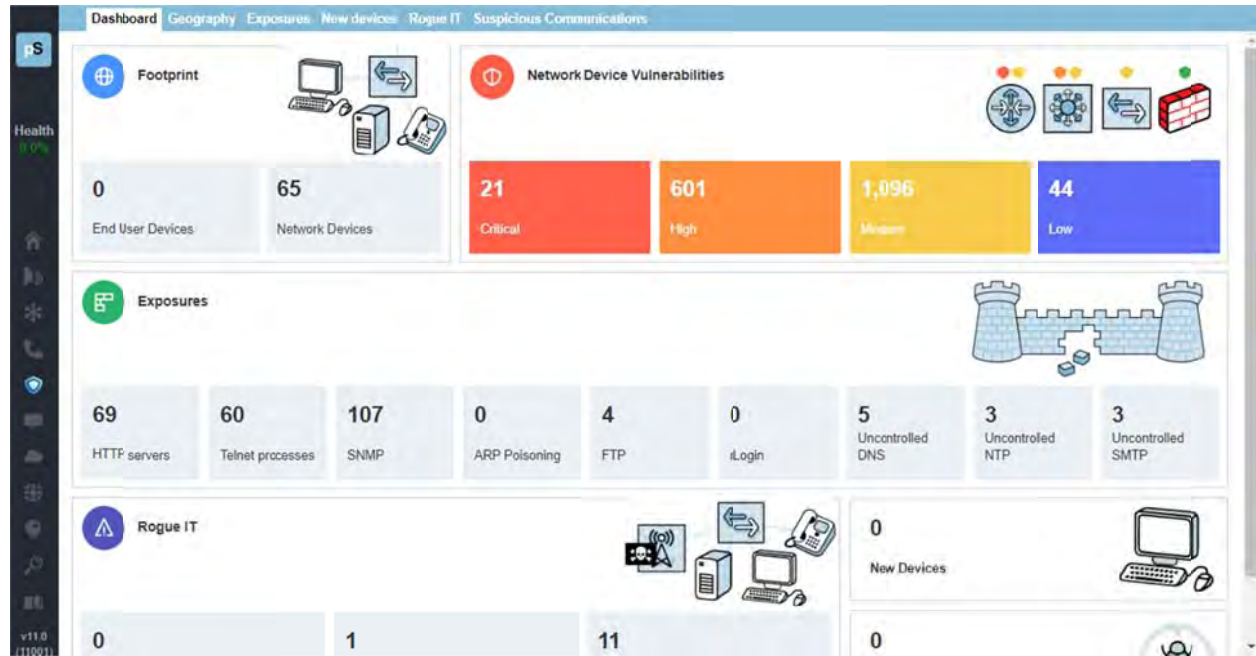 Dashboard Geography Exposures New devices Rogue IT Suspicious Communications
pS
Health
0.0%
Footprint
0
End User Devices
65
Network Devices
Network Device Vulnerabilities
21
Critical
601
High
1,096
Medium
44
Low
Exposures
69
HTTP servers
60
Telnet processes
107
SNMP
0
ARP Poisoning
4
FTP
0
rLogin
5
Uncontrolled
DNS
3
Uncontroled
NTP
3
Uncontrolled
SMTP
Rogue IT
0
1
11
0
New Devices
0
v11.0
(11001)